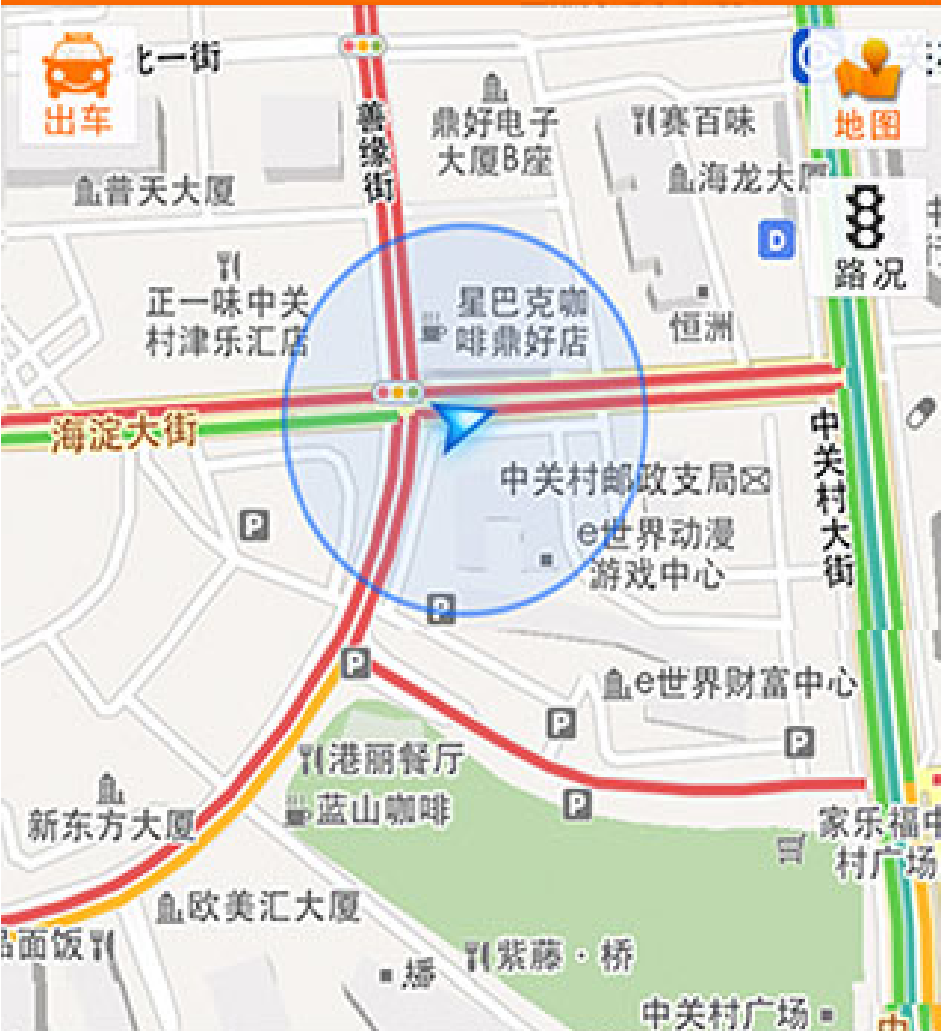 北一街
出车
善缘街
鼎好电子
大厦B座
赛百味
地图
普天大厦
海龙大厦
路况
正一味中关
村津乐汇店
星巴克咖
啡鼎好店
恒洲
海淀大街
中关村大街
中关村邮政支局
e世界动漫
游戏中心
e世界财富中心
港丽餐厅
蓝山咖啡
新东方大厦
家乐福中
村广场
欧美汇大厦
面饭
紫藤·桥
中关村广场
中